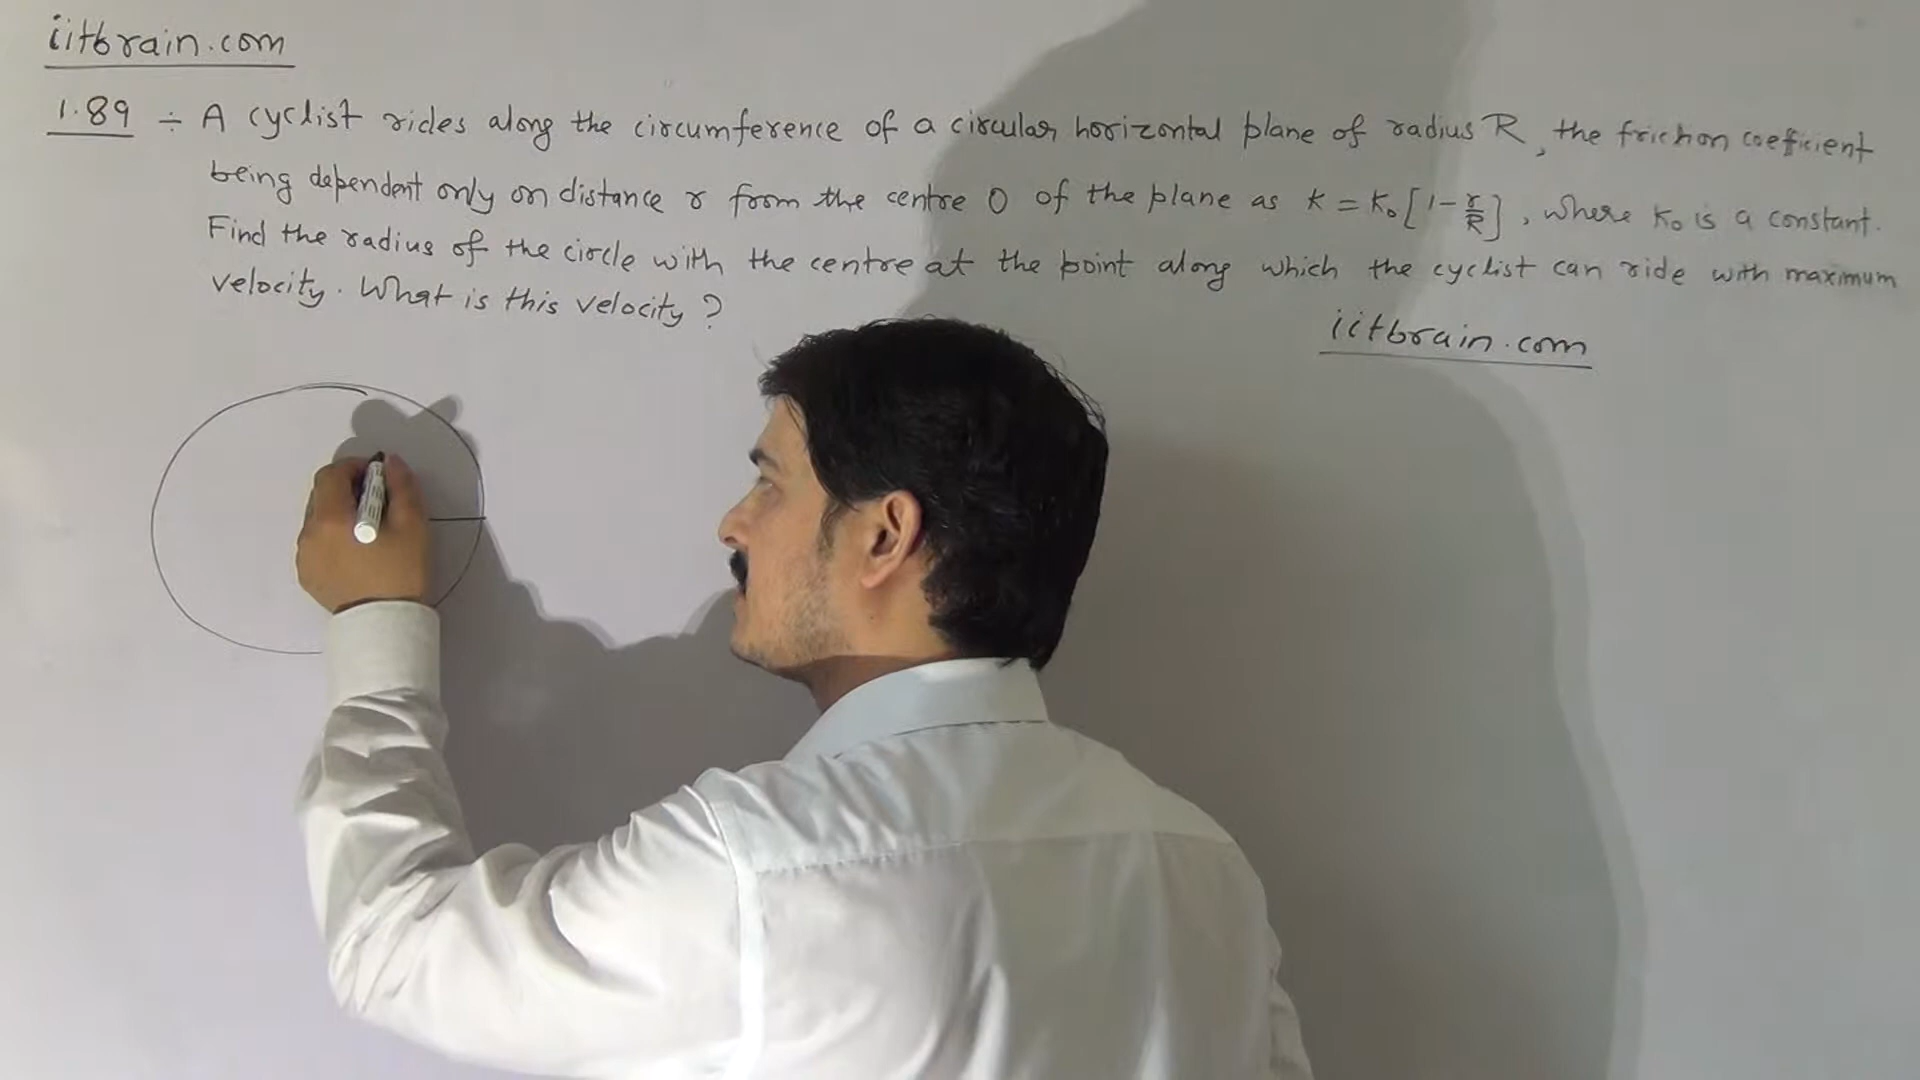 iitbrain.com
1.89 ÷ A cyclist rides along the circumference of a circular horizontal plane of radius R, the friction coefficient
being dependent only on distance r from the centre O of the plane as K = K₀[1-r/R], where K₀ is a constant.
Find the radius of the circle with the centre at the point along which the cyclist can ride with maximum
velocity. What is this velocity ?
iitbrain.com